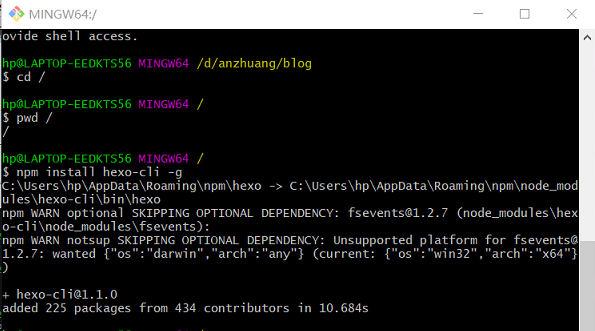 MINGW64:/
ovide shell access.
hp@LAPTOP-EEDKTS56 MINGW64 /d/anzhuang/blog
$ cd /
hp@LAPTOP-EEDKTS56 MINGW64 /
$ pwd /
/
hp@LAPTOP-EEDKTS56 MINGW64 /
$ npm install hexo-cli -g
C:\Users\hp\AppData\Roaming\npm\hexo -> C:\Users\hp\AppData\Roaming\npm\node_mod
ules\hexo-cli\bin\hexo
npm WARN optional SKIPPING OPTIONAL DEPENDENCY: fsevents@1.2.7 (node_modules\hex
o-cli\node_modules\fsevents):
npm WARN notsup SKIPPING OPTIONAL DEPENDENCY: Unsupported platform for fsevents@
1.2.7: wanted {"os":"darwin","arch":"any"} (current: {"os":"win32","arch":"x64"}
)
+ hexo-cli@1.1.0
added 225 packages from 434 contributors in 10.684s